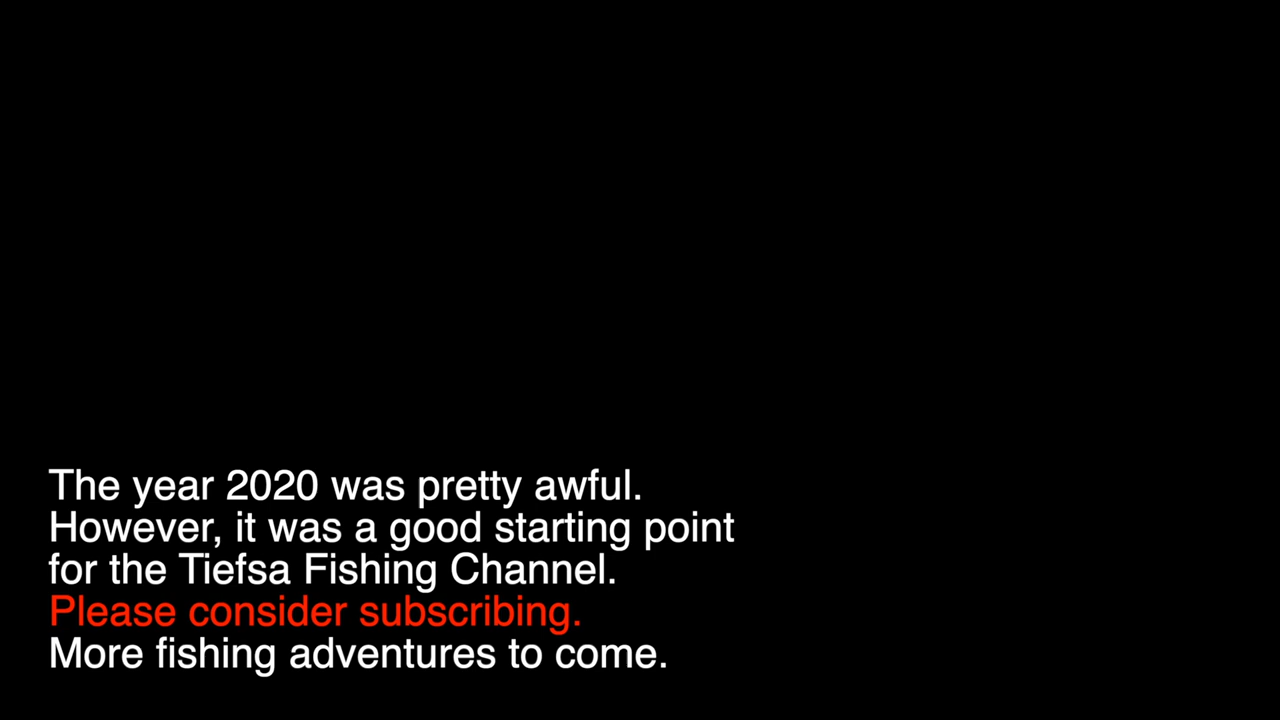 The year 2020 was pretty awful.
However, it was a good starting point
for the Tiefsa Fishing Channel.
Please consider subscribing.
More fishing adventures to come.